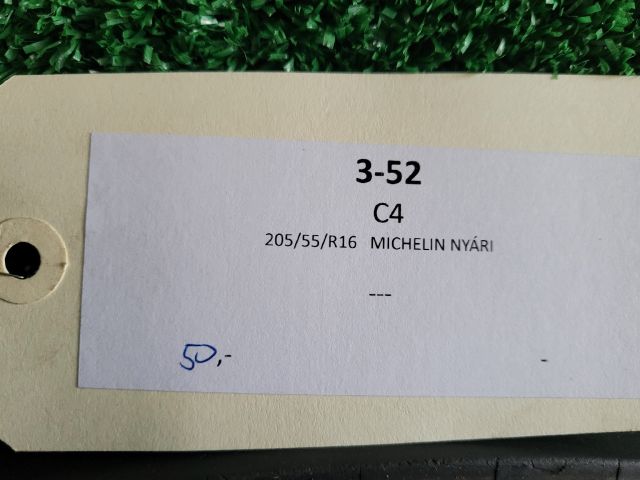 3-52
C4
205/55/R16 MICHELIN NYÁRI
---
50,- -